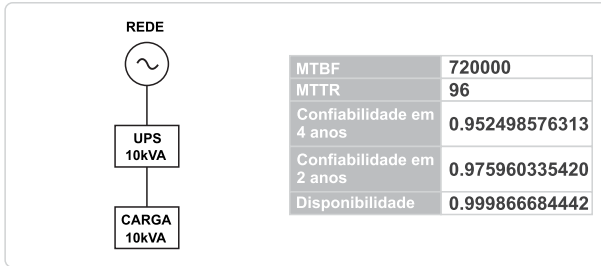 REDE
UPS
10kVA
CARGA
10kVA
MTBF 720000
MTTR 96
Confiabilidade em
4 anos 0.952498576313
Confiabilidade em
2 anos 0.975960335420
Disponibilidade 0.999866684442